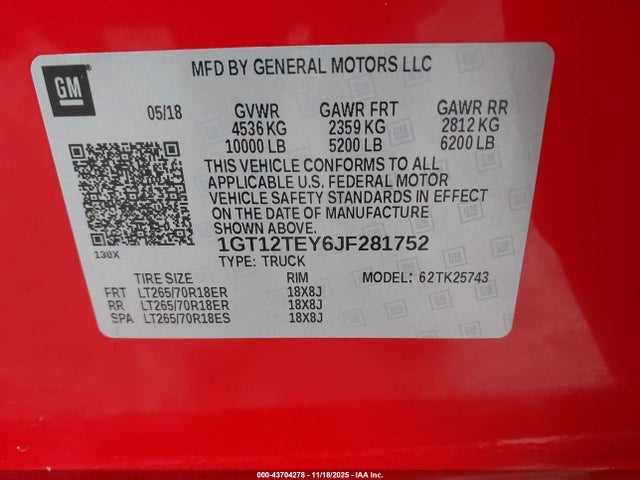 GM
MFD BY GENERAL MOTORS LLC
05/18 GVWR GAWR FRT GAWR RR
4536 KG 2359 KG 2812 KG
10000 LB 5200 LB 6200 LB
THIS VEHICLE CONFORMS TO ALL
APPLICABLE U.S. FEDERAL MOTOR
VEHICLE SAFETY STANDARDS IN EFFECT
ON THE DATE OF MANUFACTURE
SHOWN ABOVE.
130X 1GT12TEY6JF281752
TYPE: TRUCK MODEL: 62TK25743
TIRE SIZE RIM
FRT LT265/70R18ER 18X8J
RR LT265/70R18ER 18X8J
SPA LT265/70R18ES 18X8J
000-43704278 - 11/18/2025 - IAA Inc.